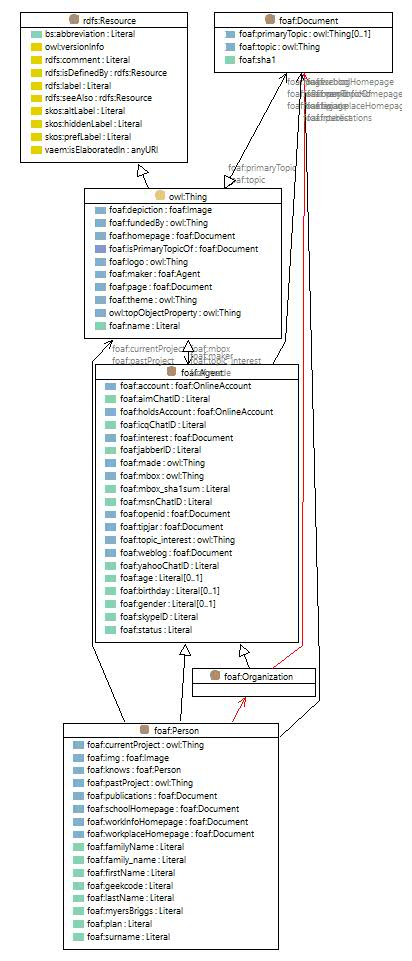 rdfs:Resource
bs:abbreviation : Literal
owl:versionInfo
rdfs:comment : Literal
rdfs:isDefinedBy : rdfs:Resource
rdfs:label : Literal
rdfs:seeAlso : rdfs:Resource
skos:altLabel : Literal
skos:hiddenLabel : Literal
skos:prefLabel : Literal
vaem:isElaboratedIn : anyURI
foaf:Document
foaf:primaryTopic : owl:Thing[0..1]
foaf:topic : owl:Thing
foaf:sha1
foaf:primaryTopic
foaf:topic
owl:Thing
foaf:depiction : foaf:Image
foaf:fundedBy : owl:Thing
foaf:homepage : foaf:Document
foaf:isPrimaryTopicOf : foaf:Document
foaf:logo : owl:Thing
foaf:maker : foaf:Agent
foaf:page : foaf:Document
foaf:theme : owl:Thing
owl:topObjectProperty : owl:Thing
foaf:name : Literal
foaf:currentProject
foaf:mbox
foaf:pastProject
foaf:maker
foaf:topic_interest
foaf:Agent
foaf:account : foaf:OnlineAccount
foaf:aimChatID : Literal
foaf:holdsAccount : foaf:OnlineAccount
foaf:icqChatID : Literal
foaf:interest : foaf:Document
foaf:jabberID : Literal
foaf:made : owl:Thing
foaf:mbox : owl:Thing
foaf:mbox_sha1sum : Literal
foaf:msnChatID : Literal
foaf:openid : foaf:Document
foaf:tipjar : foaf:Document
foaf:topic_interest : owl:Thing
foaf:weblog : foaf:Document
foaf:yahooChatID : Literal
foaf:age : Literal[0..1]
foaf:birthday : Literal[0..1]
foaf:gender : Literal[0..1]
foaf:skypeID : Literal
foaf:status : Literal
foaf:Organization
foaf:Person
foaf:currentProject : owl:Thing
foaf:img : foaf:Image
foaf:knows : foaf:Person
foaf:pastProject : owl:Thing
foaf:publications : foaf:Document
foaf:schoolHomepage : foaf:Document
foaf:workInfoHomepage : foaf:Document
foaf:workplaceHomepage : foaf:Document
foaf:familyName : Literal
foaf:family_name : Literal
foaf:firstName : Literal
foaf:geekcode : Literal
foaf:lastName : Literal
foaf:myersBriggs : Literal
foaf:plan : Literal
foaf:surname : Literal